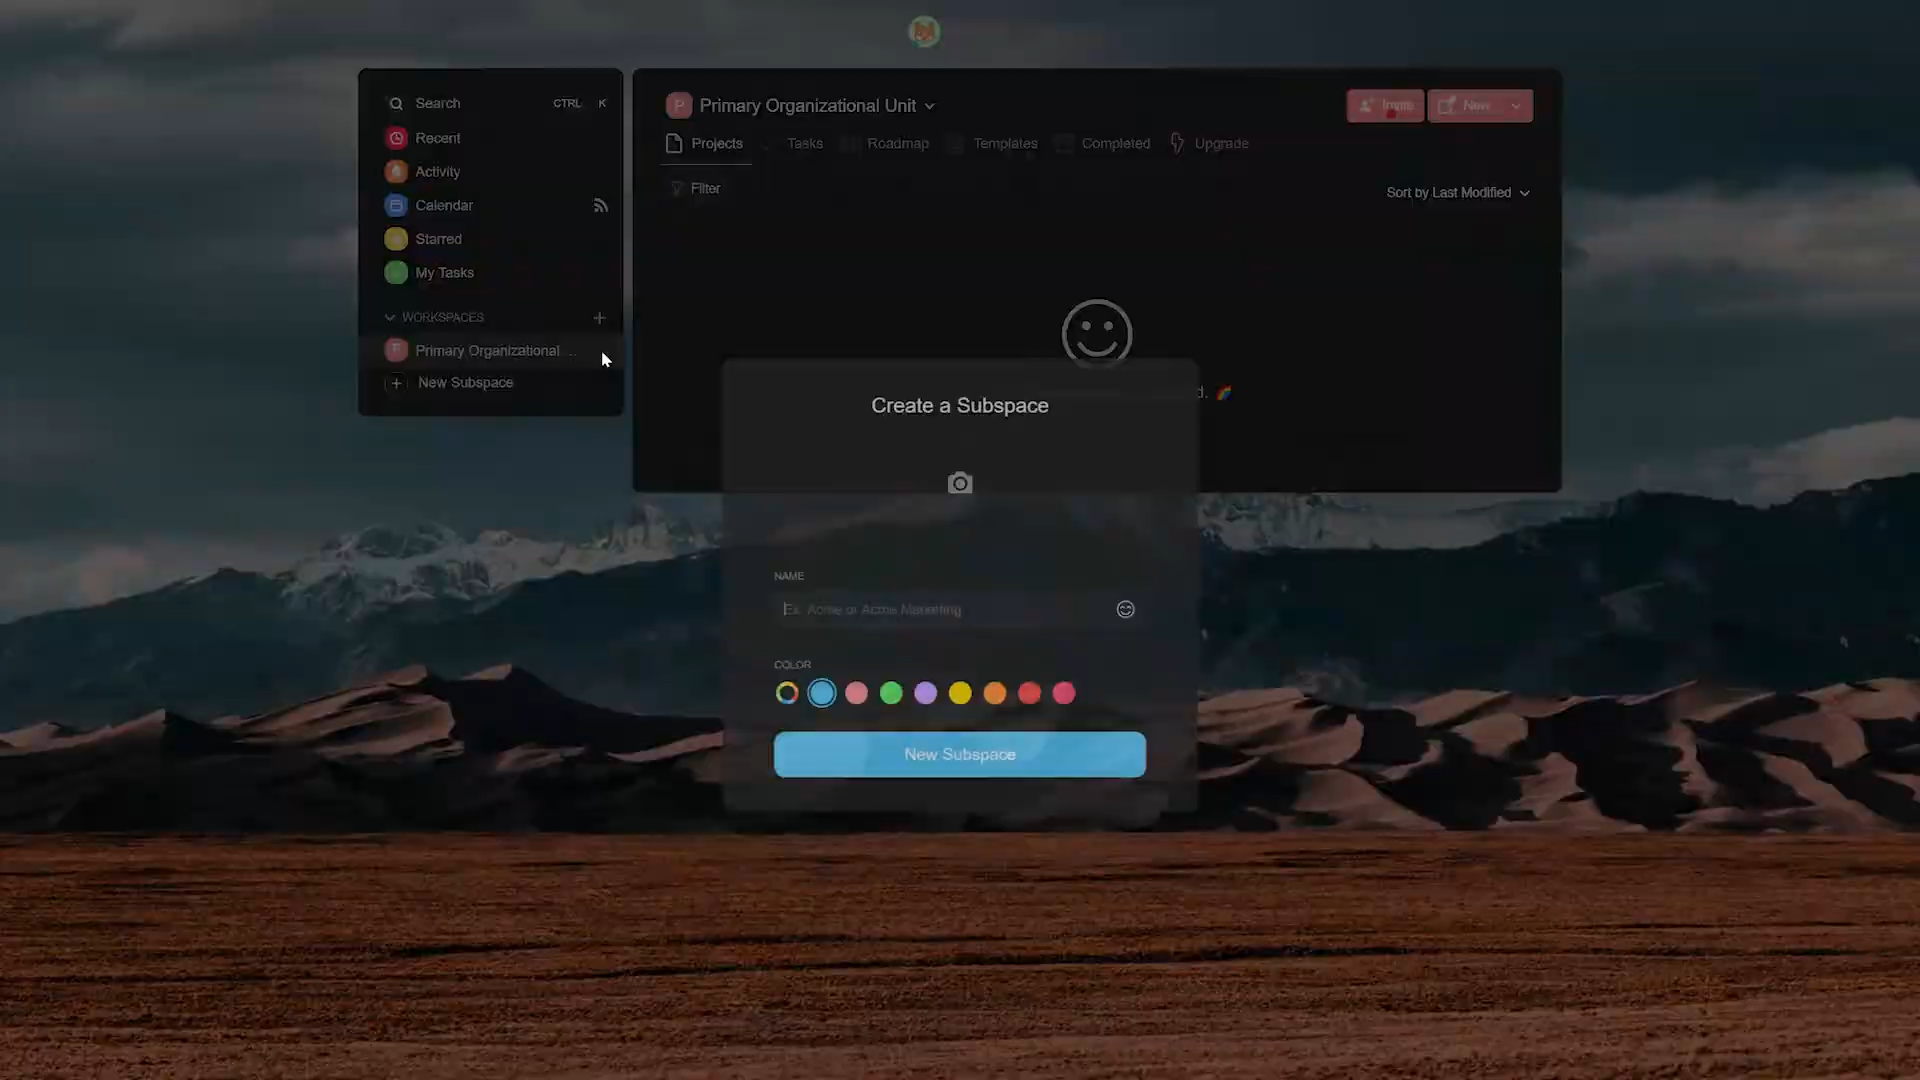 Search CTRL K
Recent
Activity
Calendar
Starred
My Tasks
WORKSPACES
P Primary Organizational ...
New Subspace
P Primary Organizational Unit
Invite
New
Projects Tasks Roadmap Templates Completed Upgrade
Filter
Sort by Last Modified
d.
Create a Subspace
NAME
Ex. Acme or Acme Marketing
COLOR
New Subspace